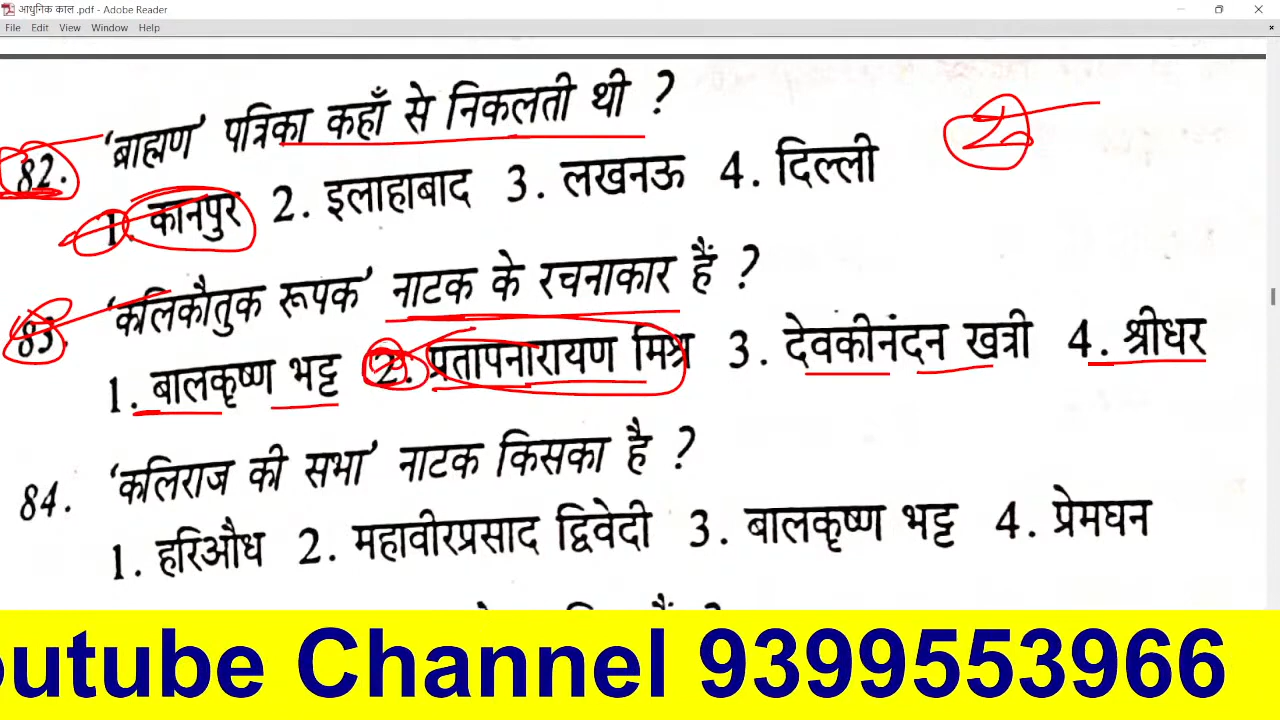 आधुनिक काल .pdf - Adobe Reader
File Edit View Window Help
82. 'ब्राह्मण' पत्रिका कहाँ से निकलती थी ?
1. कानपुर 2. इलाहाबाद 3. लखनऊ 4. दिल्ली
83. 'कलिकौतुक रूपक' नाटक के रचनाकार हैं ?
1. बालकृष्ण भट्ट 2. प्रतापनारायण मिश्र 3. देवकीनंदन खत्री 4. श्रीधर
84. 'कलिराज की सभा' नाटक किसका है ?
1. हरिऔध 2. महावीरप्रसाद द्विवेदी 3. बालकृष्ण भट्ट 4. प्रेमघन
outube Channel 9399553966